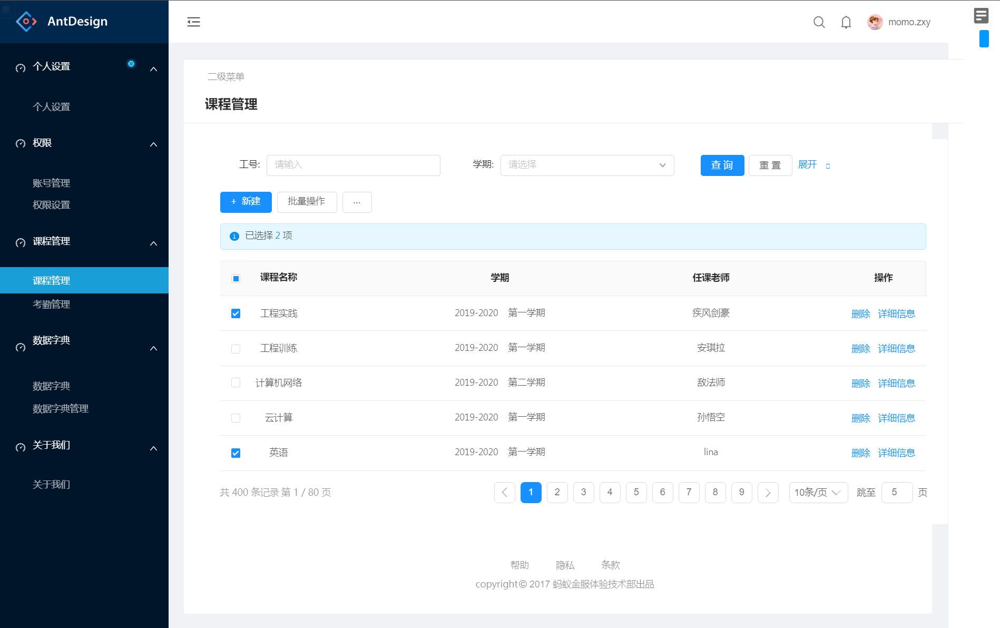 AntDesign
momo.zxy
个人设置
个人设置
权限
账号管理
权限设置
课程管理
课程管理
考勤管理
数据字典
数据字典
数据字典管理
关于我们
关于我们
二级菜单
课程管理
工号: 请输入 学期: 请选择 查 询 重 置 展开
+ 新建 批量操作 ...
已选择 2 项
课程名称 学期 任课老师 操作
工程实践 2019-2020 第一学期 疾风剑豪 删除 详细信息
工程训练 2019-2020 第一学期 安琪拉 删除 详细信息
计算机网络 2019-2020 第二学期 敌法师 删除 详细信息
云计算 2019-2020 第一学期 孙悟空 删除 详细信息
英语 2019-2020 第一学期 lina 删除 详细信息
共 400 条记录 第 1 / 80 页 1 2 3 4 5 6 7 8 9 10条/页 跳至 5 页
帮助 隐私 条款
copyright© 2017 蚂蚁金服体验技术部出品